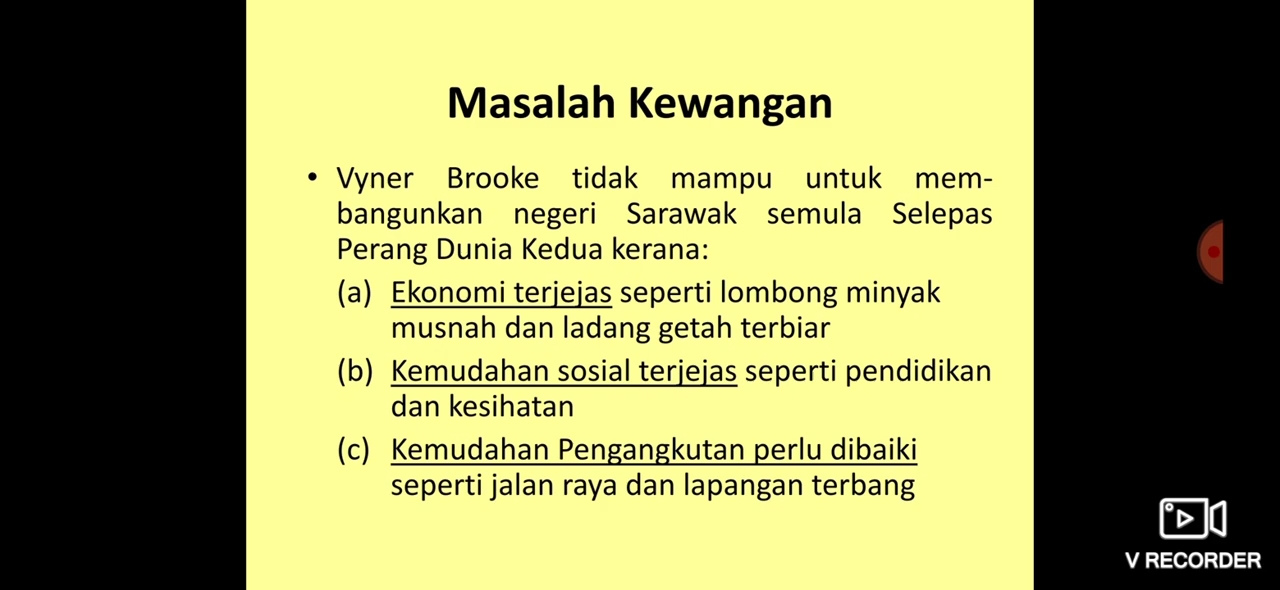 Masalah Kewangan
• Vyner Brooke tidak mampu untuk mem-
bangunkan negeri Sarawak semula Selepas
Perang Dunia Kedua kerana:
(a) Ekonomi terjejas seperti lombong minyak
musnah dan ladang getah terbiar
(b) Kemudahan sosial terjejas seperti pendidikan
dan kesihatan
(c) Kemudahan Pengangkutan perlu dibaiki
seperti jalan raya dan lapangan terbang
V RECORDER